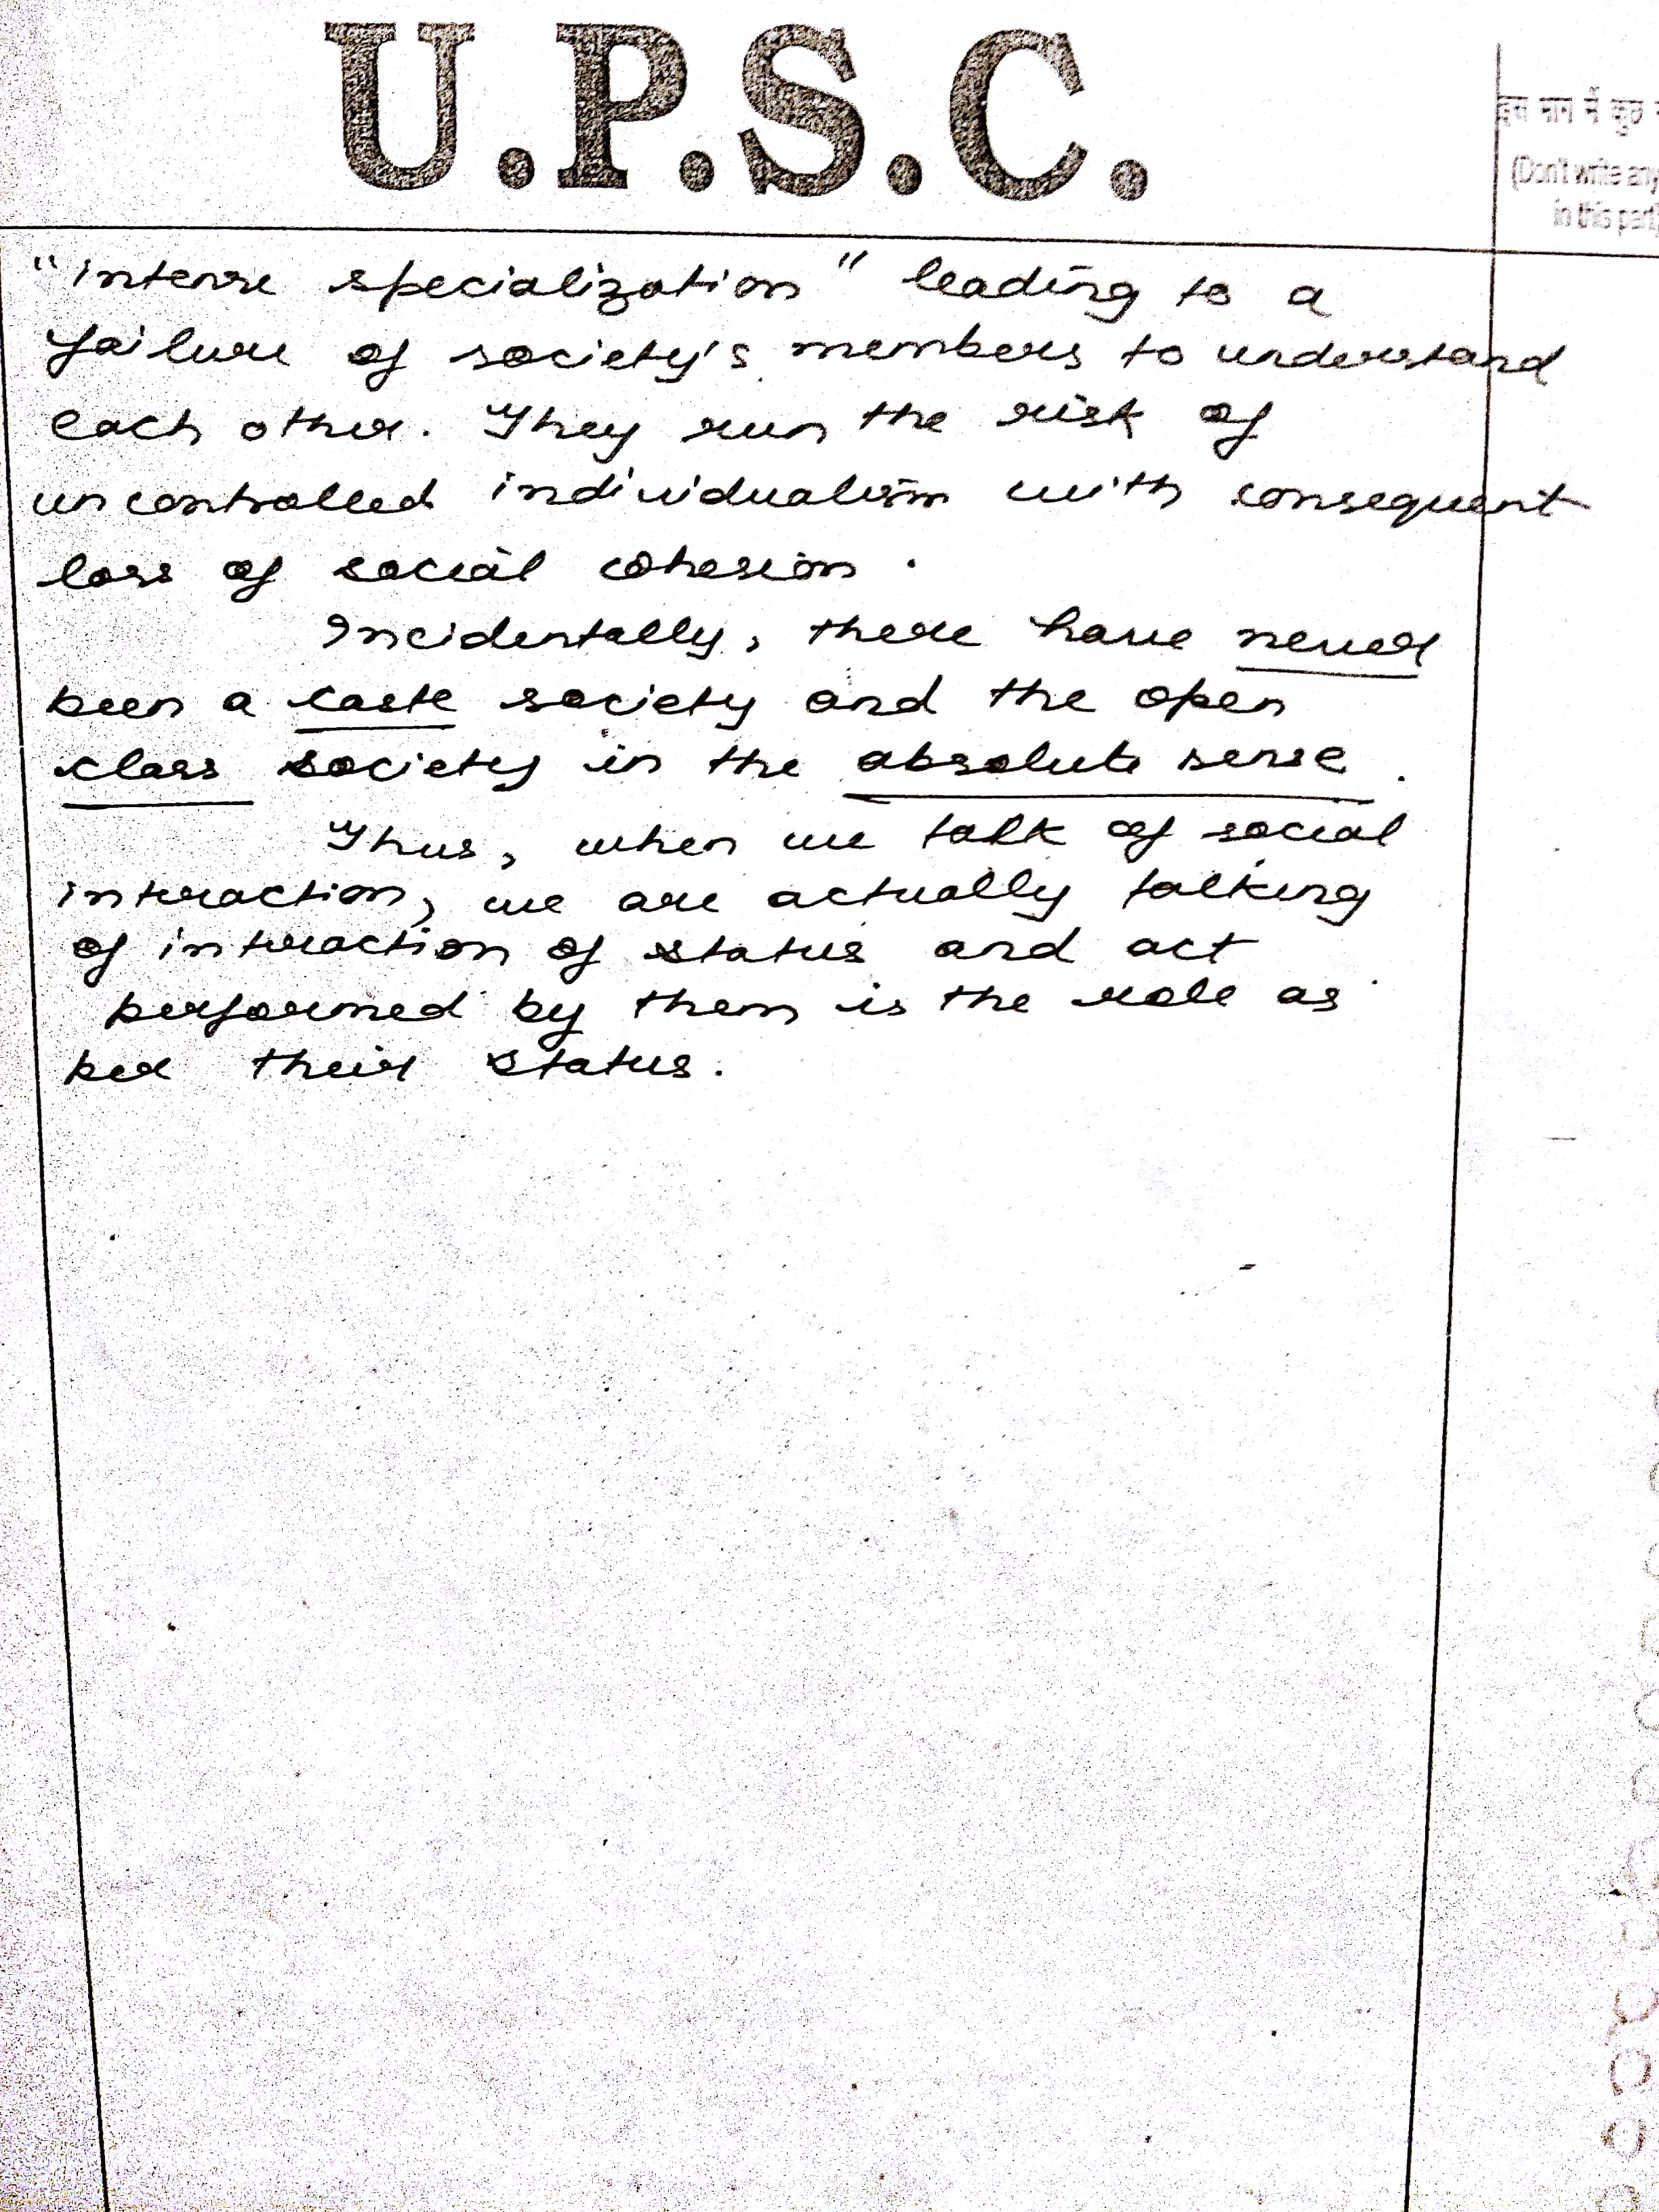 U.P.S.C.
इस भाग में कुछ
(Don't write any
in this part)
"intense specialization" leading to a
failure of society's members to understand
each other. They run the risk of
uncontrolled individualism with consequent
loss of social cohesion.
Incidentally, there have never
been a caste society and the open
class society in the absolute sense.
Thus, when we talk of social
interaction, we are actually talking
of interaction of status and act
performed by them is the role as
per their status.